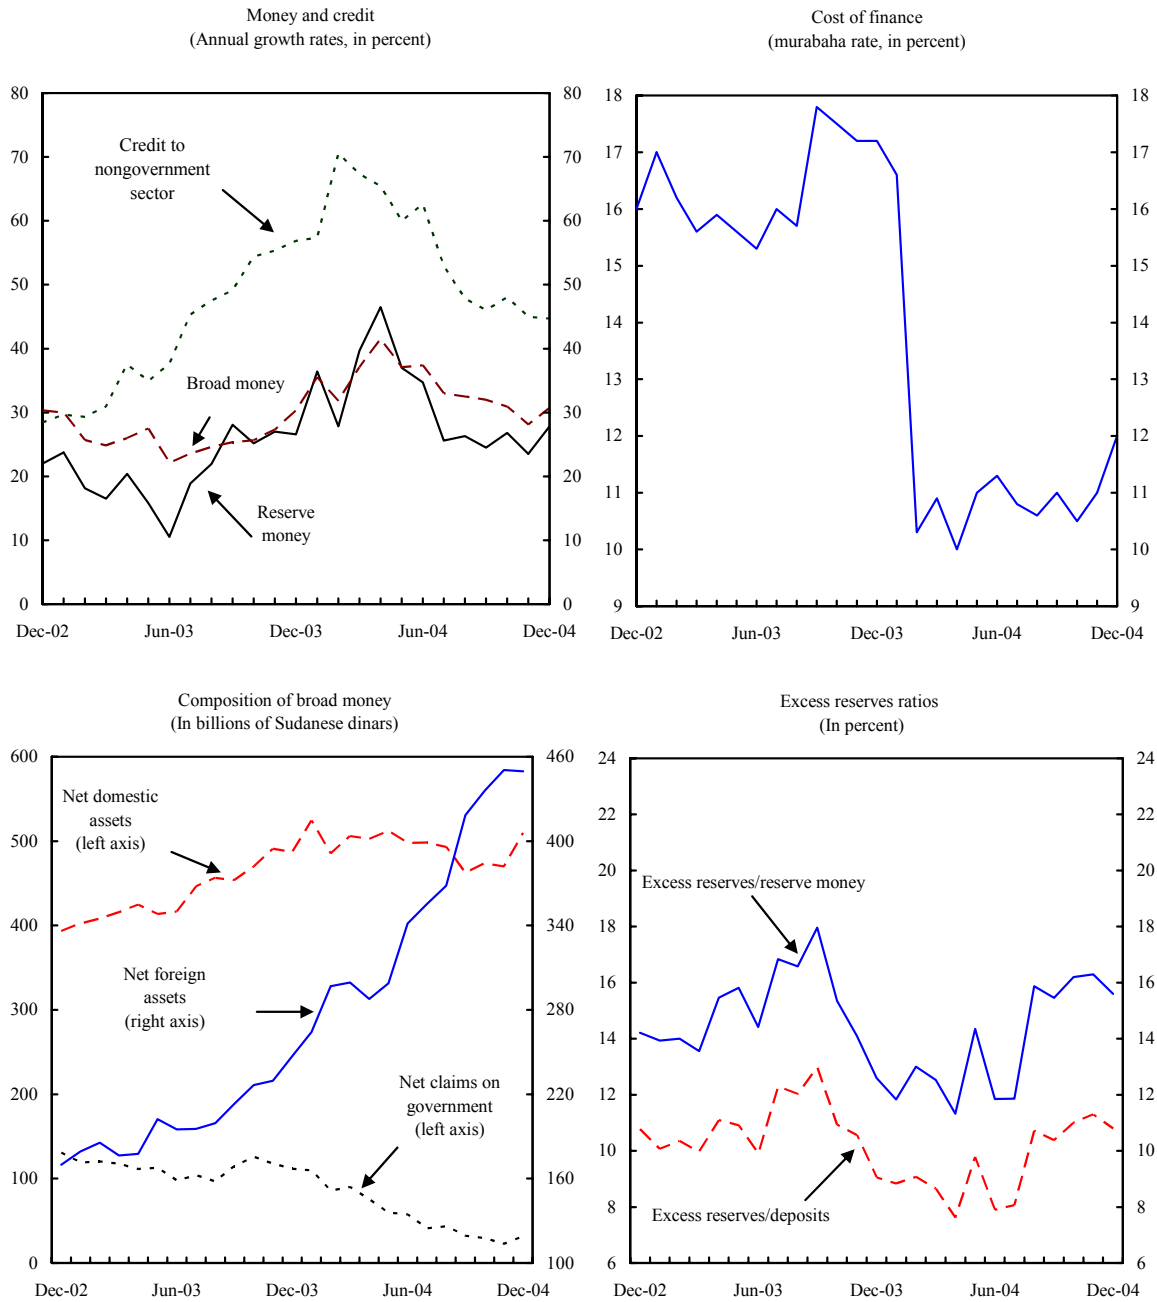 Money and credit
(Annual growth rates, in percent)
80
70
60
50
40
30
20
10
0
80
70
60
50
40
30
20
10
0
Credit to
nongovernment
sector
Broad money
Reserve
money
Dec-02
Jun-03
Dec-03
Jun-04
Dec-04
Cost of finance
(murabaha rate, in percent)
18
17
16
15
14
13
12
11
10
9
18
17
16
15
14
13
12
11
10
9
Dec-02
Jun-03
Dec-03
Jun-04
Dec-04
Composition of broad money
(In billions of Sudanese dinars)
600
500
400
300
200
100
0
460
400
340
280
220
160
100
Net domestic
assets
(left axis)
Net foreign
assets
(right axis)
Net claims on
government
(left axis)
Dec-02
Jun-03
Dec-03
Jun-04
Dec-04
Excess reserves ratios
(In percent)
24
22
20
18
16
14
12
10
8
6
24
22
20
18
16
14
12
10
8
6
Excess reserves/reserve money
Excess reserves/deposits
Dec-02
Jun-03
Dec-03
Jun-04
Dec-04